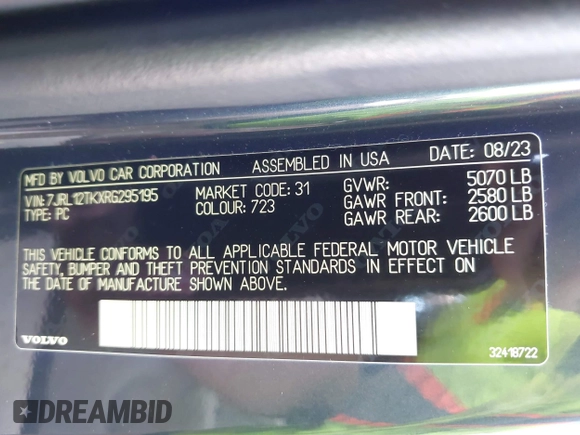 MFD BY VOLVO CAR CORPORATION ASSEMBLED IN USA DATE: 08/23
VIN: 7JRL12TKXRG295195 MARKET CODE: 31 GVWR: 5070 LB
TYPE: PC COLOUR: 723 GAWR FRONT: 2580 LB
GAWR REAR: 2600 LB
THIS VEHICLE CONFORMS TO ALL APPLICABLE FEDERAL MOTOR VEHICLE
SAFETY, BUMPER AND THEFT PREVENTION STANDARDS IN EFFECT ON
THE DATE OF MANUFACTURE SHOWN ABOVE.
VOLVO
32418722
DREAMBID